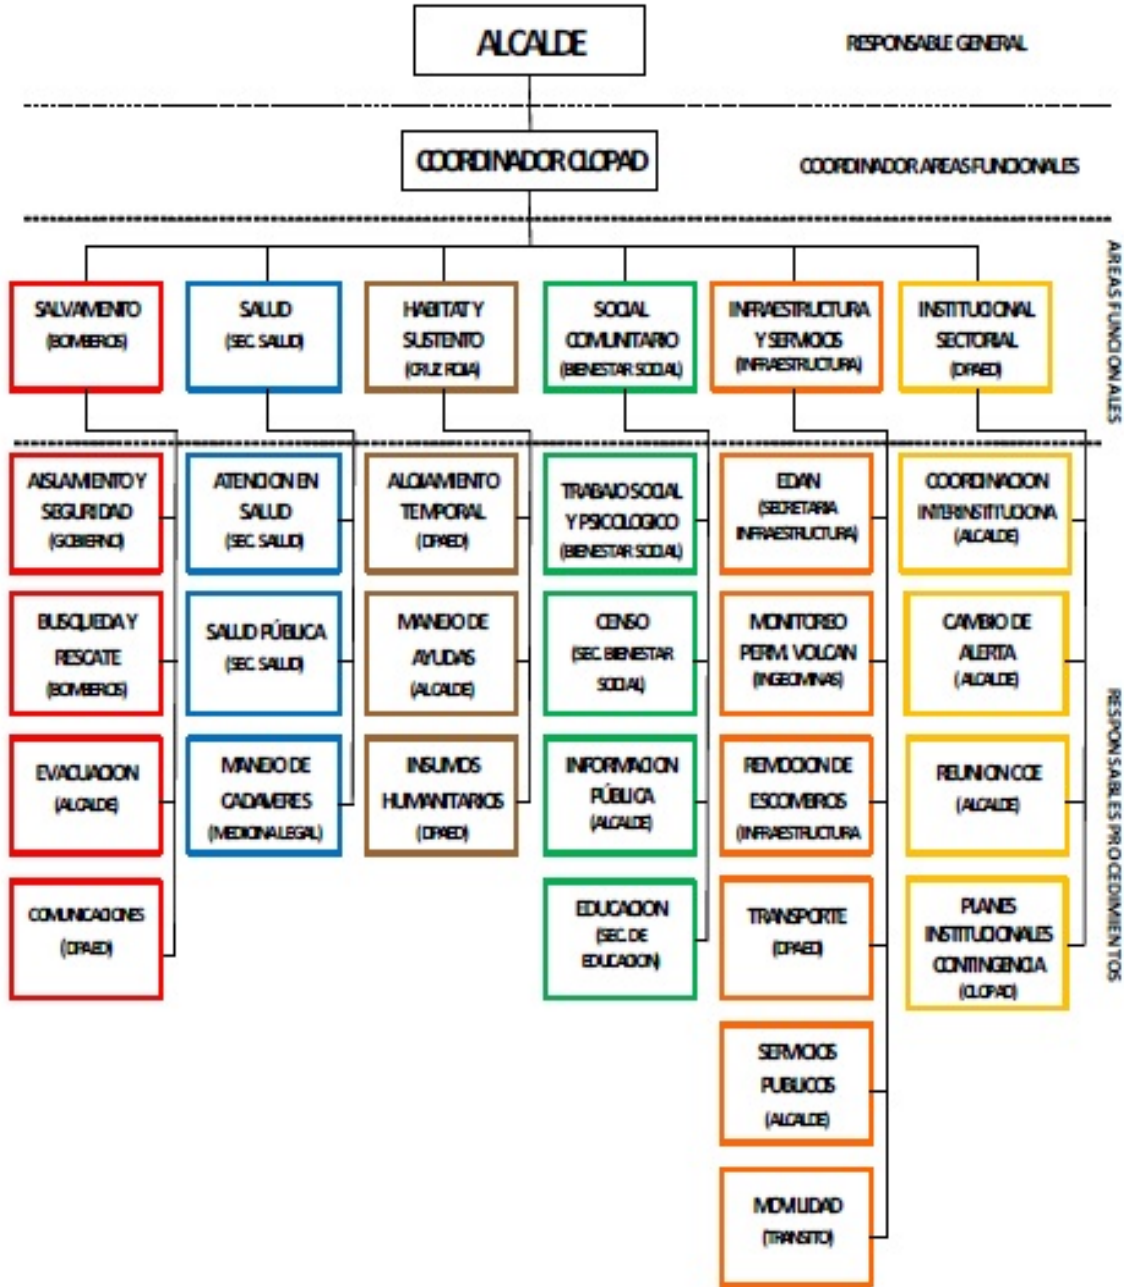 ALCALDE
RESPONSABLE GENERAL
COORDINADOR CLOPAD
COORDINADOR AREAS FUNCIONALES
AREAS FUNCIONALES
SALVAMENTO
(BOMBEROS)
SALUD
(SEC. SALUD)
HABITAT Y
SUSTENTO
(CRUZ ROJA)
SOCIAL
COMUNITARIO
(BIENESTAR SOCIAL)
INFRAESTRUCTURA
Y SERVICIOS
(INFRAESTRUCTURA)
INSTITUCIONAL
SECTORIAL
(DPAED)
RESPONSABLES PROCEDIMIENTOS
AISLAMIENTO Y
SEGURIDAD
(GOBIERNO)
BUSQUEDA Y
RESCATE
(BOMBEROS)
EVACUACION
(ALCALDE)
COMUNICACIONES
(DPAED)
ATENCION EN
SALUD
(SEC. SALUD)
SALUD PÚBLICA
(SEC. SALUD)
MANEJO DE
CADAVERES
(MEDICINA LEGAL)
ALOJAMIENTO
TEMPORAL
(DPAED)
MANEJO DE
AYUDAS
(ALCALDE)
INSUMOS
HUMANITARIOS
(DPAED)
TRABAJO SOCIAL
Y PSICOLOGICO
(BIENESTAR SOCIAL)
CENSO
(SEC. BIENESTAR
SOCIAL)
INFORMACION
PÚBLICA
(ALCALDE)
EDUCACION
(SEC. DE
EDUCACION)
EDAN
(SECRETARIA
INFRAESTRUCTURA)
MONITOREO
PERM. VOLCAN
(INGEOMINAS)
REMOCION DE
ESCOMBROS
(INFRAESTRUCTURA
TRANSPORTE
(DPAED)
SERVICIOS
PUBLICOS
(ALCALDE)
MOVILIDAD
(TRANSITO)
COORDINACION
INTERINSTITUCIONA
(ALCALDE)
CAMBIO DE
ALERTA
(ALCALDE)
REUNION COE
(ALCALDE)
PLANES
INSTITUCIONALES
CONTINGENCIA
(CLOPAD)